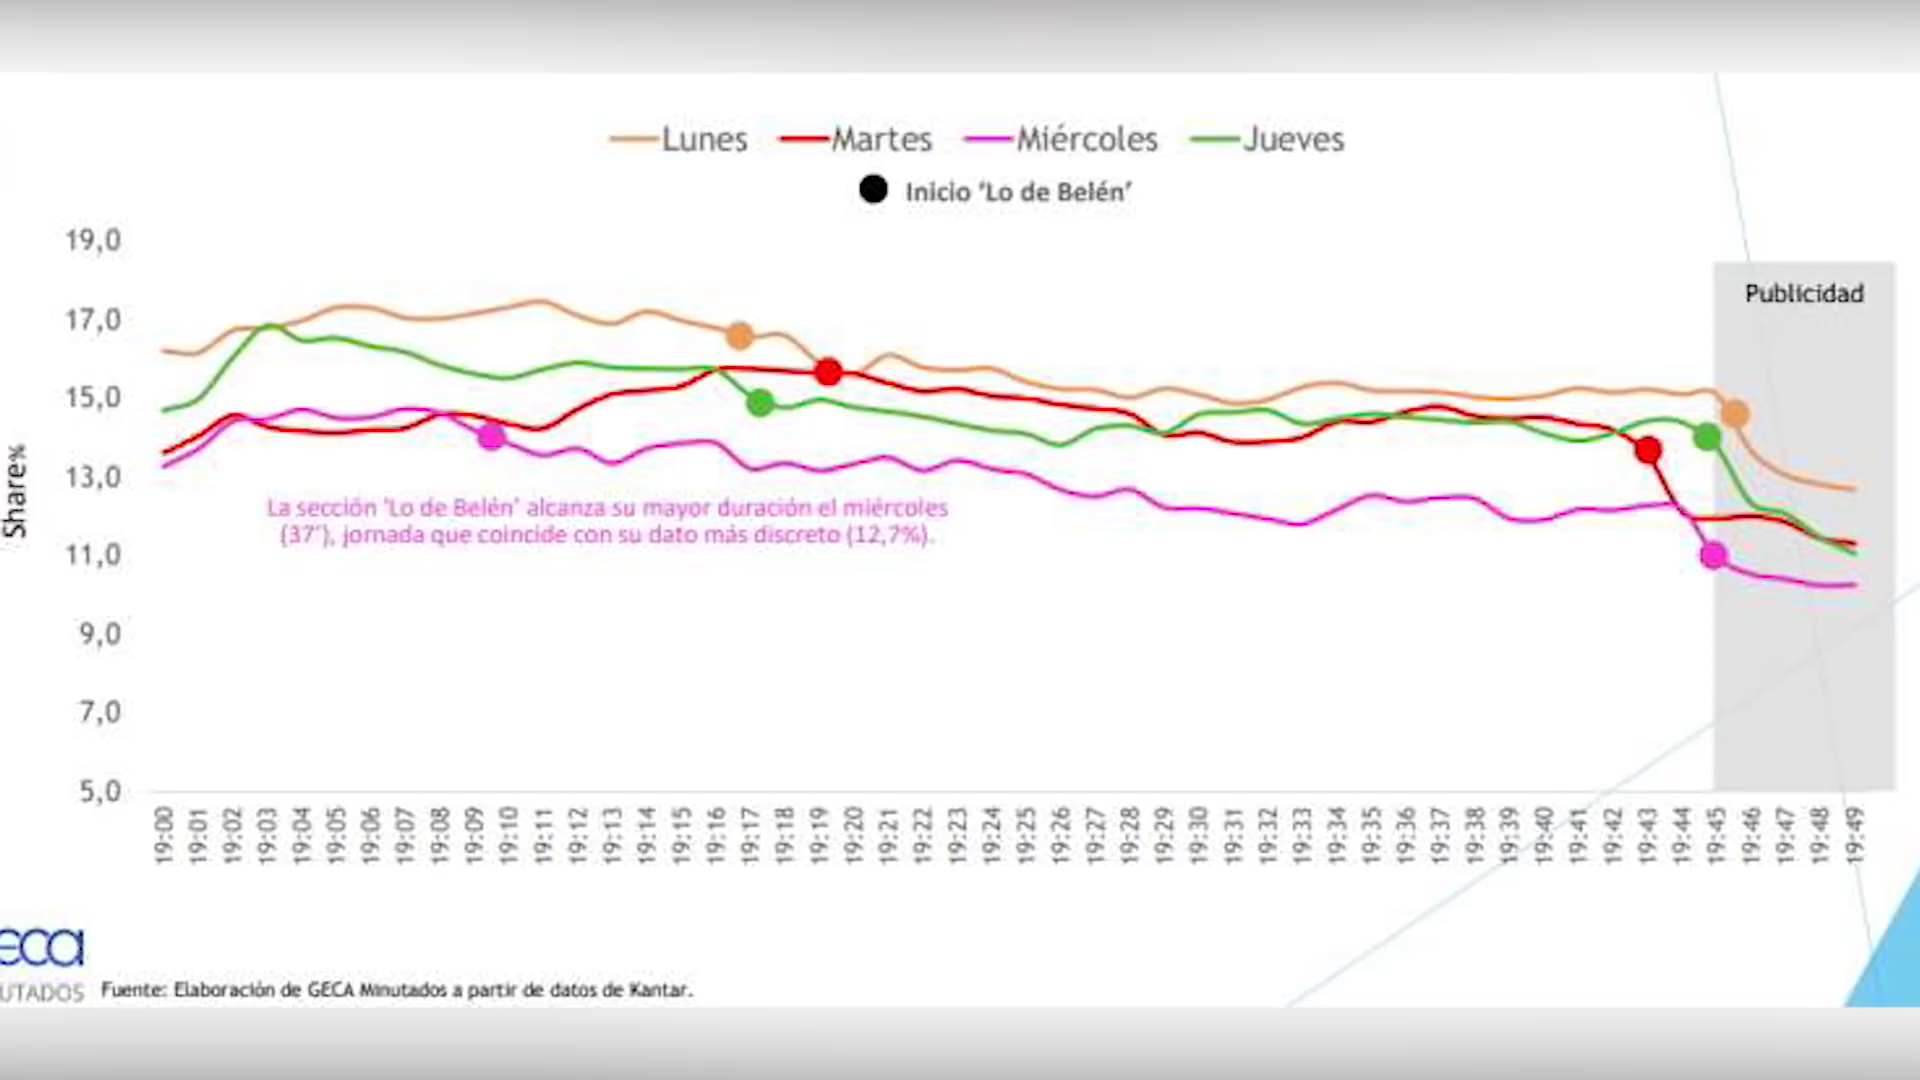 Lunes Martes Miércoles Jueves
Inicio ‘Lo de Belén’
19,0
17,0
15,0
13,0
11,0
9,0
7,0
5,0
Share%
Publicidad
La sección ‘Lo de Belén’ alcanza su mayor duración el miércoles
(37’), jornada que coincide con su dato más discreto (12,7%).
19:00 19:01 19:02 19:03 19:04 19:05 19:06 19:07 19:08 19:09 19:10 19:11 19:12 19:13 19:14 19:15 19:16 19:17 19:18 19:19 19:20 19:21 19:22 19:23 19:24 19:25 19:26 19:27 19:28 19:29 19:30 19:31 19:32 19:33 19:34 19:35 19:36 19:37 19:38 19:39 19:40 19:41 19:42 19:43 19:44 19:45 19:46 19:47 19:48 19:49
eca
UTADOS
Fuente: Elaboración de GECA Minutados a partir de datos de Kantar.